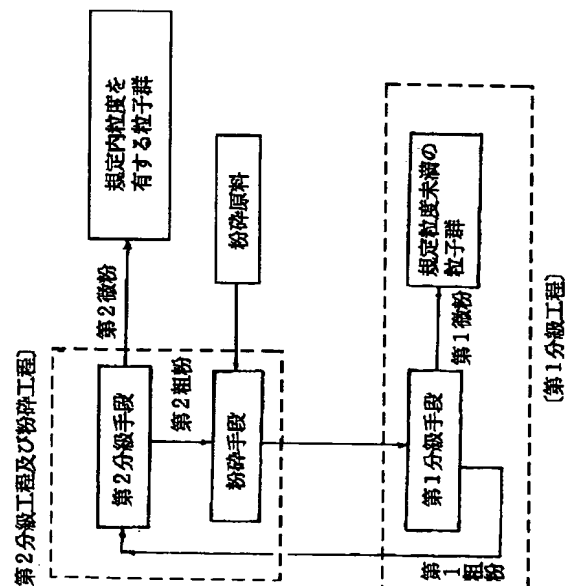 〔第2分級工程及び粉砕工程〕
規定内粒度を
有する粒子群
第2微粉
第2分級手段
第2粗粉
粉砕原料
粉砕手段
規定粒度未満の
粒子群
第1微粉
第1分級手段
第1
粗
粉
〔第1分級工程〕